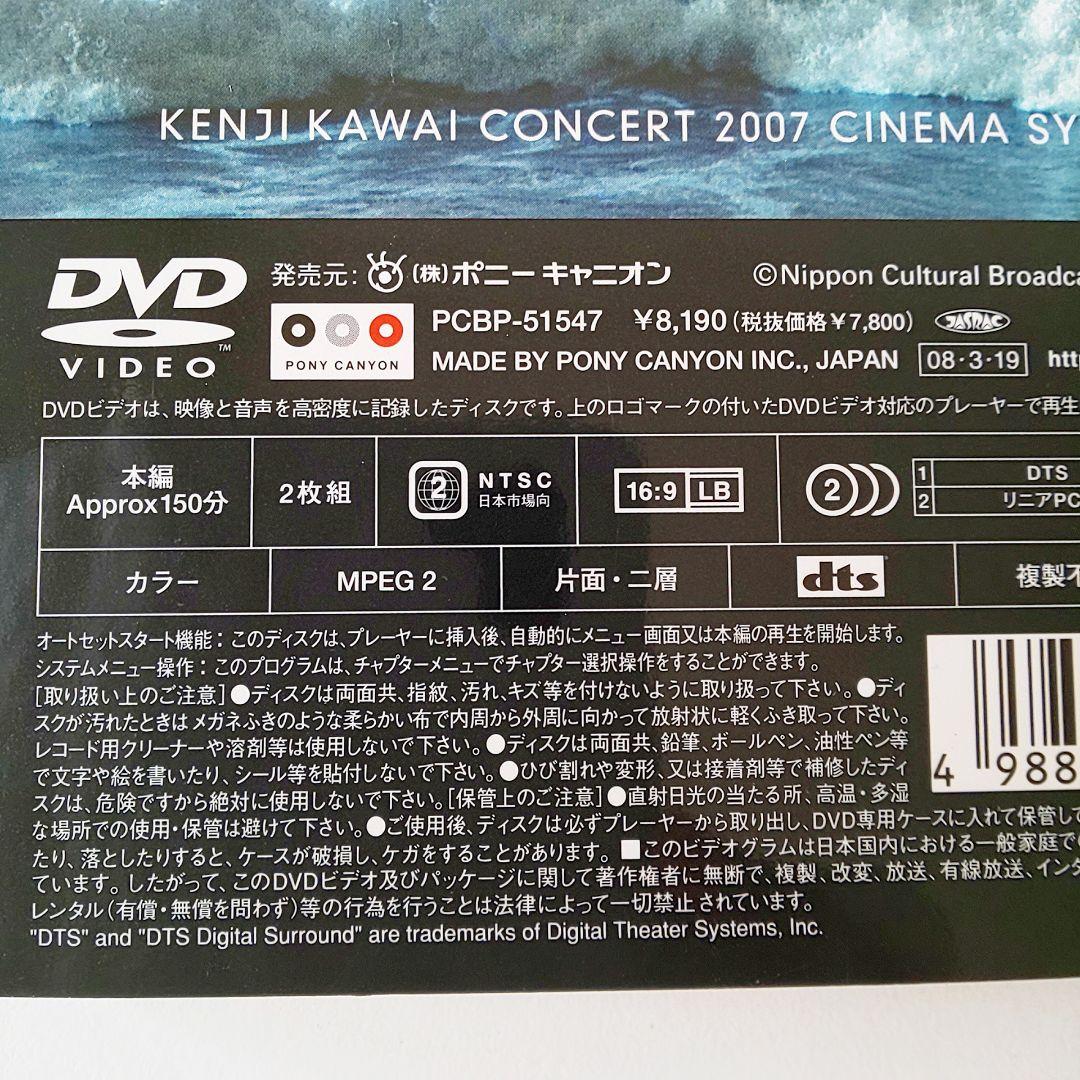 KENJI KAWAI CONCERT 2007 CINEMA SY
DVD
VIDEO™
発売元: (株)ポニーキャニオン
©Nippon Cultural Broadca
PONY CANYON
PCBP-51547 ¥8,190(税抜価格¥7,800) JASRAC
MADE BY PONY CANYON INC., JAPAN 08・3・19 htt
DVDビデオは、映像と音声を高密度に記録したディスクです。上のロゴマークの付いたDVDビデオ対応のプレーヤーで再生
本編
Approx150分
2枚組
2 NTSC
日本市場向
16:9 LB
2
1 DTS
2 リニアPC
カラー
MPEG 2
片面・二層
dts
複製不
オートセットスタート機能：このディスクは、プレーヤーに挿入後、自動的にメニュー画面又は本編の再生を開始します。
システムメニュー操作：このプログラムは、チャプターメニューでチャプター選択操作をすることができます。
[取り扱い上のご注意]●ディスクは両面共、指紋、汚れ、キズ等を付けないように取り扱って下さい。●ディ
スクが汚れたときはメガネふきのような柔らかい布で内周から外周に向かって放射状に軽くふき取って下さい。
レコード用クリーナーや溶剤等は使用しないで下さい。●ディスクは両面共、鉛筆、ボールペン、油性ペン等
で文字や絵を書いたり、シール等を貼付しないで下さい。●ひび割れや変形、又は接着剤等で補修したディ
スクは、危険ですから絶対に使用しないで下さい。[保管上のご注意]●直射日光の当たる所、高温・多湿
な場所での使用・保管は避けて下さい。●ご使用後、ディスクは必ずプレーヤーから取り出し、DVD専用ケースに入れて保管して
たり、落としたりすると、ケースが破損し、ケガをすることがあります。■このビデオグラムは日本国内における一般家庭での
ています。したがって、このDVDビデオ及びパッケージに関して著作権者に無断で、複製、改変、放送、有線放送、インタ
レンタル(有償・無償を問わず)等の行為を行うことは法律によって一切禁止されています。
"DTS" and "DTS Digital Surround" are trademarks of Digital Theater Systems, Inc.
4 988